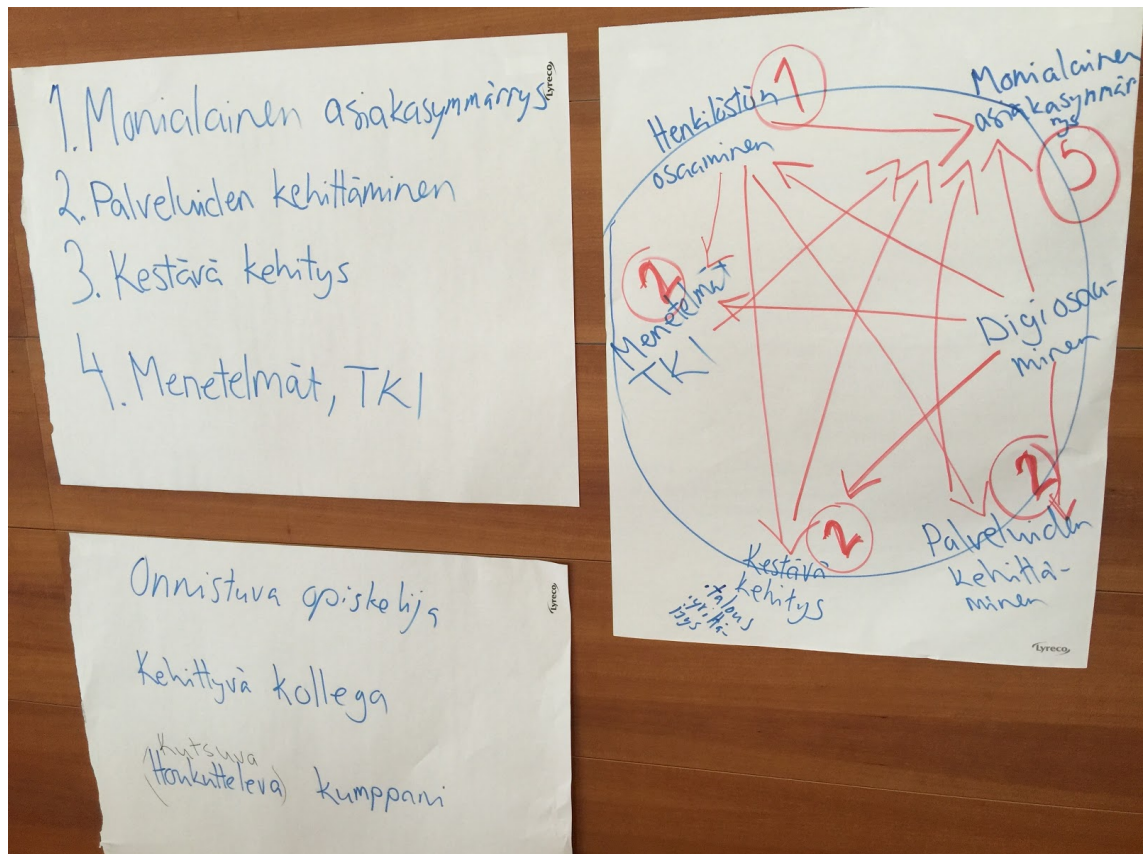 1. Monialainen asiakasymmärrys
2. Palveluiden kehittäminen
3. Kestävä kehitys
4. Menetelmät, TKI
Lyreco
Onnistuva opiskelija
Kehittyvä kollega
Kutsuva
(Houkutteleva) kumppani
Lyreco
1
Henkilöstön
osaaminen
Monialainen
asiakasymmär
rys
5
2
Menetelmät
TKI
Digiosaa-
minen
2
Kestävä
kehitys
.talous
.yrittä-
jyys
2
Palveluiden
kehittä-
minen
Lyreco